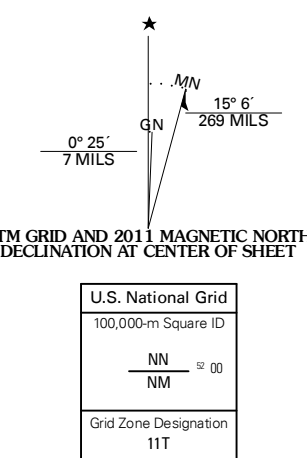 ★
MN
GN
15° 6´
269 MILS
0° 25´
7 MILS
TM GRID AND 2011 MAGNETIC NORTH
DECLINATION AT CENTER OF SHEET
U.S. National Grid
100,000-m Square ID
NN
52 00
NM
Grid Zone Designation
11T